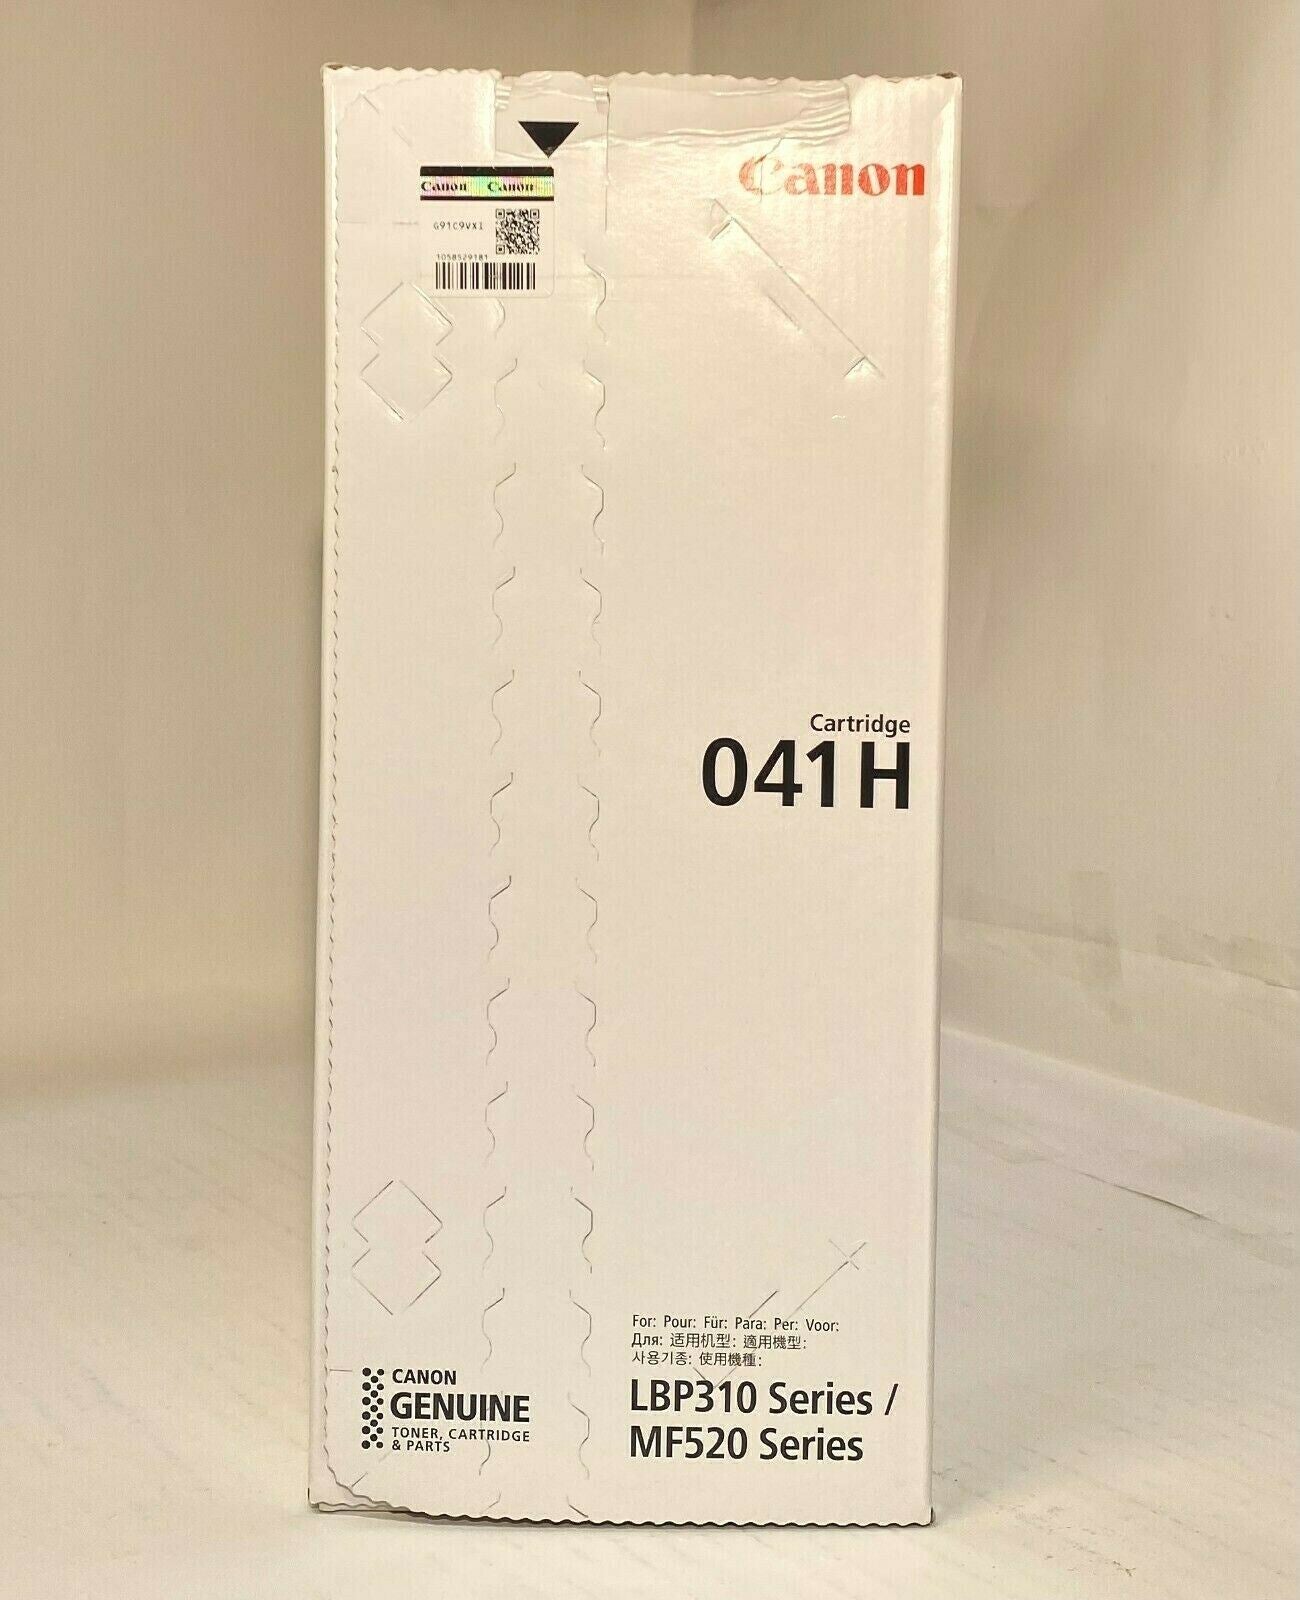 Canon
Canon Canon
G91C9VXI
1058529181
Cartridge
041H
For: Pour: Für: Para: Per: Voor:
Для: 适用机型: 適用機型:
사용기종: 使用機種:
LBP310 Series /
MF520 Series
CANON
GENUINE
TONER, CARTRIDGE
& PARTS